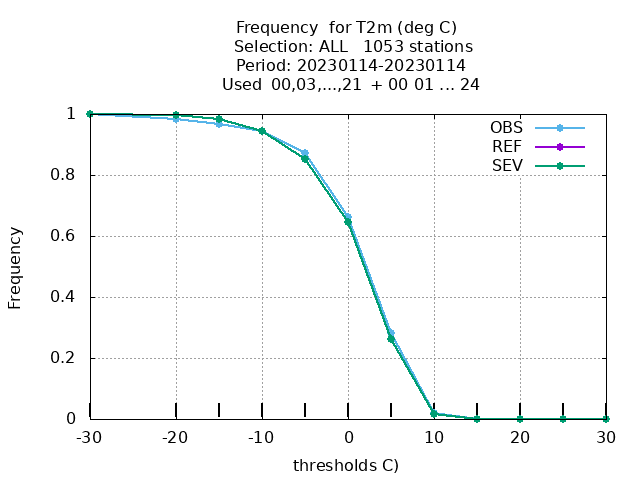 Frequency  for T2m (deg C)
Selection: ALL   1053 stations
Period: 20230114-20230114
Used  00,03,...,21  + 00 01 ... 24
OBS
REF
SEV
1
0.8
0.6
0.4
0.2
0
Frequency
-30 -20 -10 0 10 20 30
thresholds C)